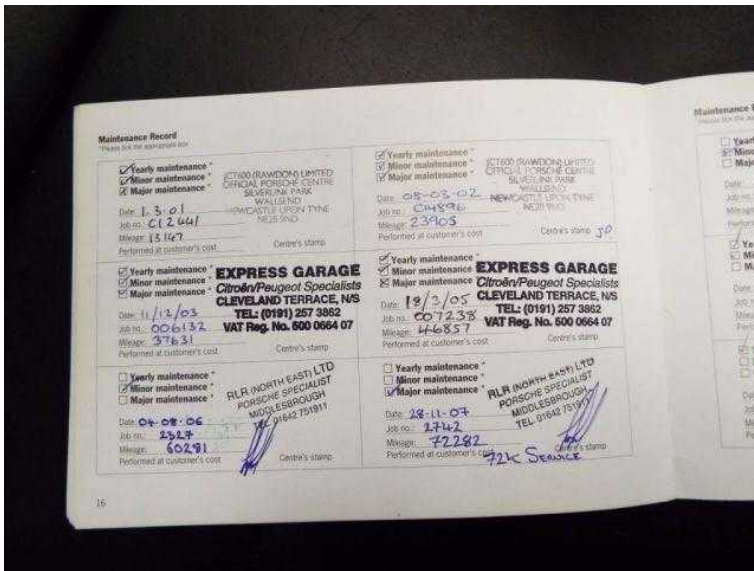 Maintenance Record
*Please tick the appropriate box
Yearly maintenance *
Minor maintenance *
Major maintenance *
Date: 1.3.01
Job no.: C12441
Mileage: 13147
Performed at customer's cost
JCT600 (RAWDON) LIMITED
OFFICIAL PORSCHE CENTRE
SILVERLINK PARK
WALLSEND
NEWCASTLE UPON TYNE
NE28 9ND
Yearly maintenance *
Minor maintenance *
Major maintenance *
Date: 08-03-02
Job no.: C14896
Mileage: 23905
Performed at customer's cost
JCT600 (RAWDON) LIMITED
OFFICIAL PORSCHE CENTRE
SILVERLINK PARK
WALLSEND
NEWCASTLE UPON TYNE
NE28 9ND
Centre's stamp
Yearly maintenance *
Minor maintenance *
Major maintenance *
Date: 11/12/03
Job no.: 006132
Mileage: 37631
Performed at customer's cost
EXPRESS GARAGE
Citroën/Peugeot Specialists
CLEVELAND TERRACE, N/S
TEL: (0191) 257 3862
VAT Reg. No. 500 0664 07
Centre's stamp
Yearly maintenance *
Minor maintenance *
Major maintenance *
Date: 18/3/05
Job no.: 007238
Mileage: 46857
Performed at customer's cost
EXPRESS GARAGE
Citroën/Peugeot Specialists
CLEVELAND TERRACE, N/S
TEL: (0191) 257 3862
VAT Reg. No. 500 0664 07
Centre's stamp
Yearly maintenance *
Minor maintenance *
Major maintenance *
Date: 04-08-06
Job no.: 2327
Mileage: 60281
Performed at customer's cost
RLR (NORTH EAST) LTD
PORSCHE SPECIALIST
MIDDLESBROUGH
TEL: 01642 751911
Centre's stamp
Yearly maintenance *
Minor maintenance *
Major maintenance *
Date: 28-11-07
Job no.: 2742
Mileage: 72282
Performed at customer's cost
RLR (NORTH EAST) LTD
PORSCHE SPECIALIST
MIDDLESBROUGH
TEL: 01642 751911
Centre's stamp
72K SERVICE
16
Maintenance